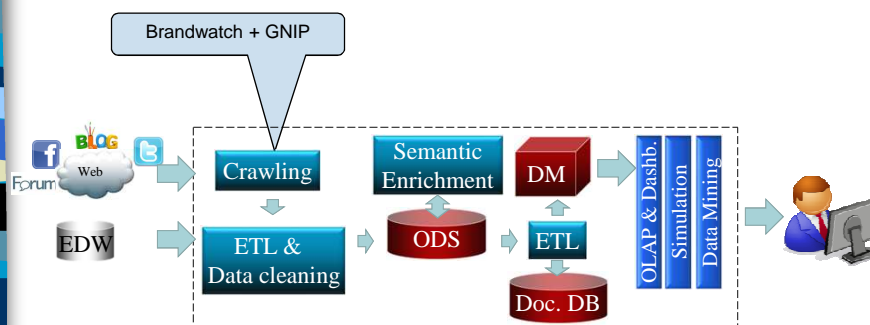 Brandwatch + GNIP
BLOG
Forum
Web
EDW
Crawling
ETL &
Data cleaning
Semantic
Enrichment
ODS
DM
ETL
Doc. DB
OLAP & Dashb.
Simulation
Data Mining